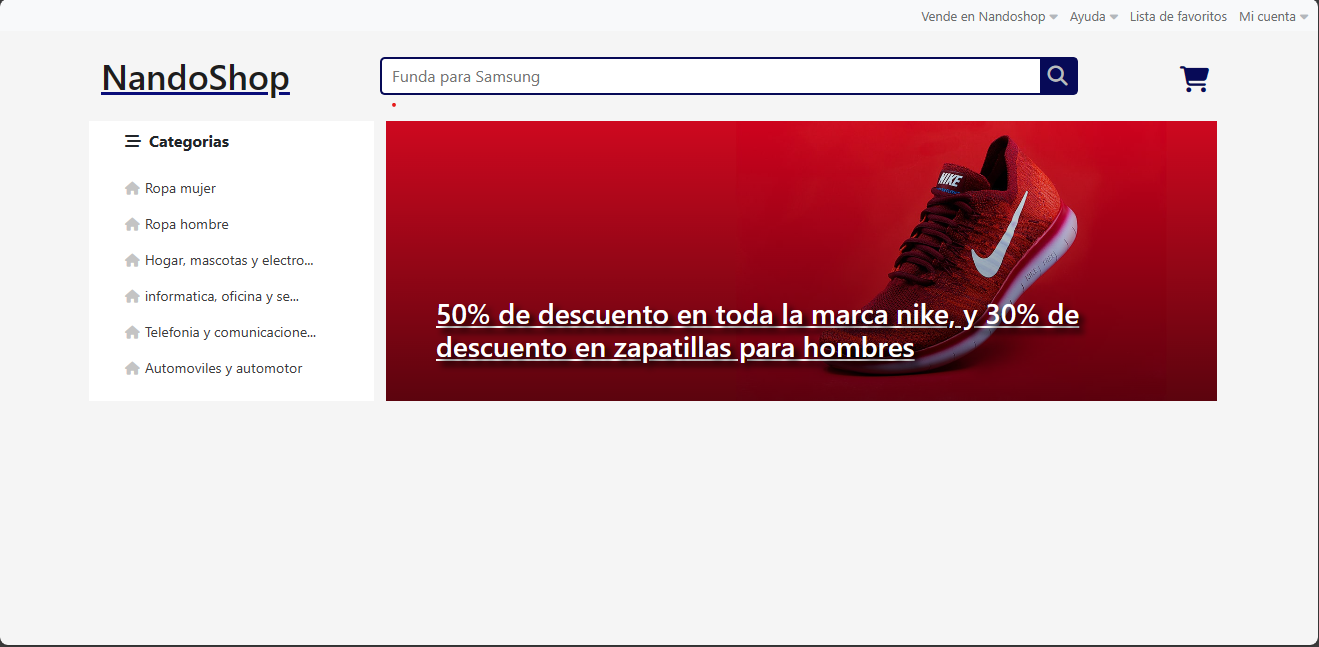 Vende en Nandoshop Ayuda Lista de favoritos Mi cuenta
NandoShop
Funda para Samsung
Categorias
Ropa mujer
Ropa hombre
Hogar, mascotas y electro...
informatica, oficina y se...
Telefonia y comunicacione...
Automoviles y automotor
NIKE
50% de descuento en toda la marca nike, y 30% de
descuento en zapatillas para hombres